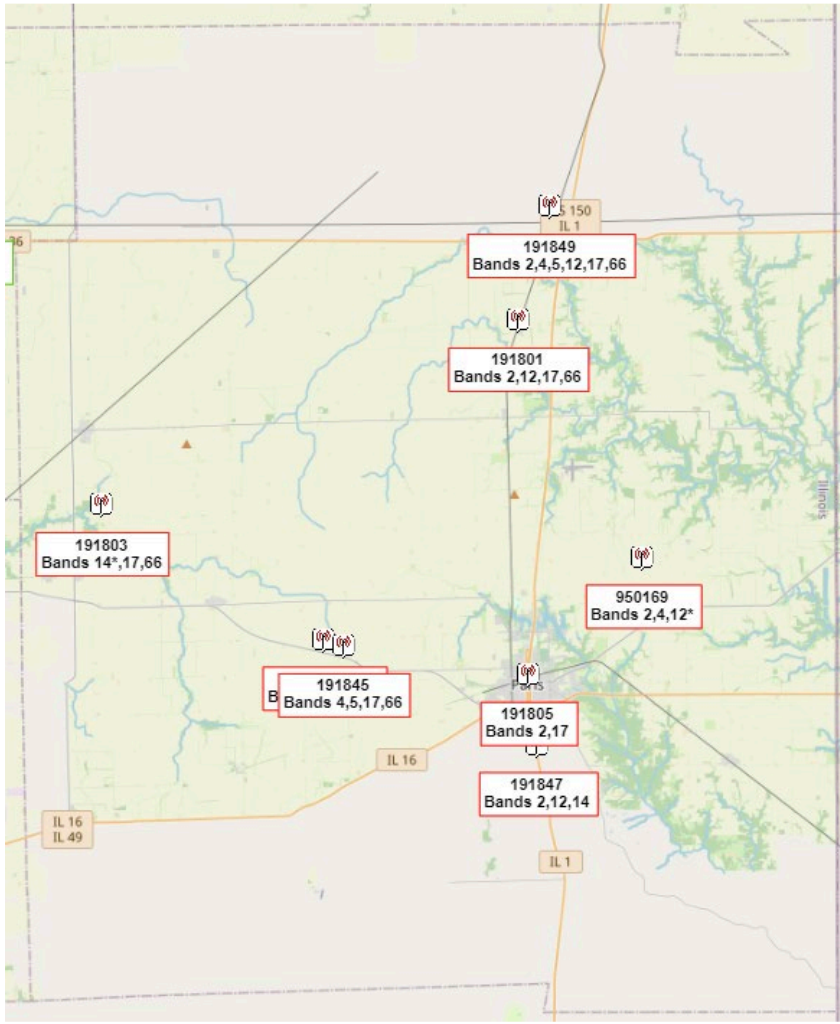 S 150
IL 1
36
191849
Bands 2,4,5,12,17,66
191801
Bands 2,12,17,66
Illinois
191803
Bands 14*,17,66
950169
Bands 2,4,12*
B
191845
Bands 4,5,17,66
Paris
191805
Bands 2,17
IL 16
191847
Bands 2,12,14
IL 16
IL 49
IL 1